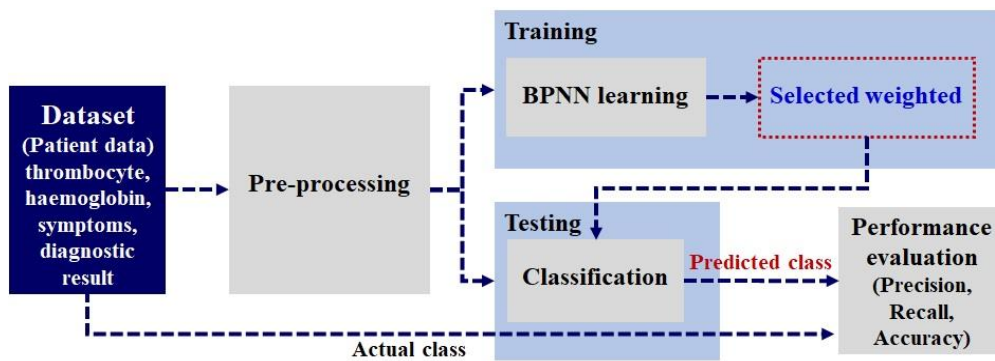 Dataset
(Patient data)
thrombocyte,
haemoglobin,
symptoms,
diagnostic
result
Pre-processing
Training
BPNN learning
Selected weighted
Testing
Classification
Predicted class
Actual class
Performance
evaluation
(Precision,
Recall,
Accuracy)